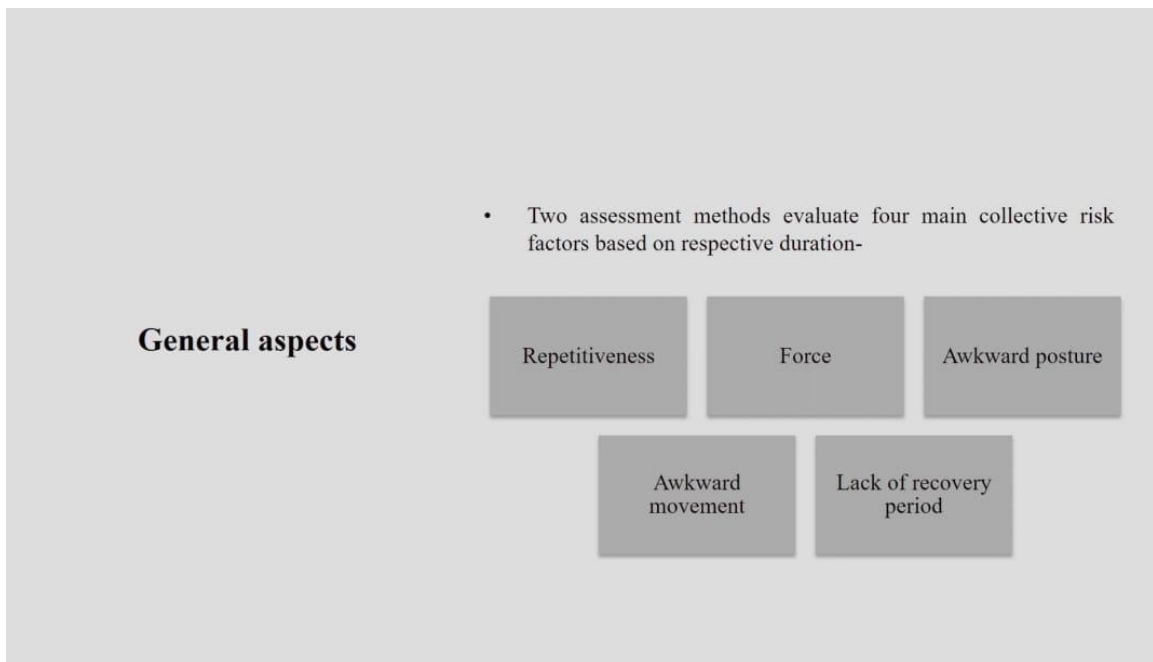 General aspects
• Two assessment methods evaluate four main collective risk
factors based on respective duration-
Repetitiveness
Force
Awkward posture
Awkward
movement
Lack of recovery
period